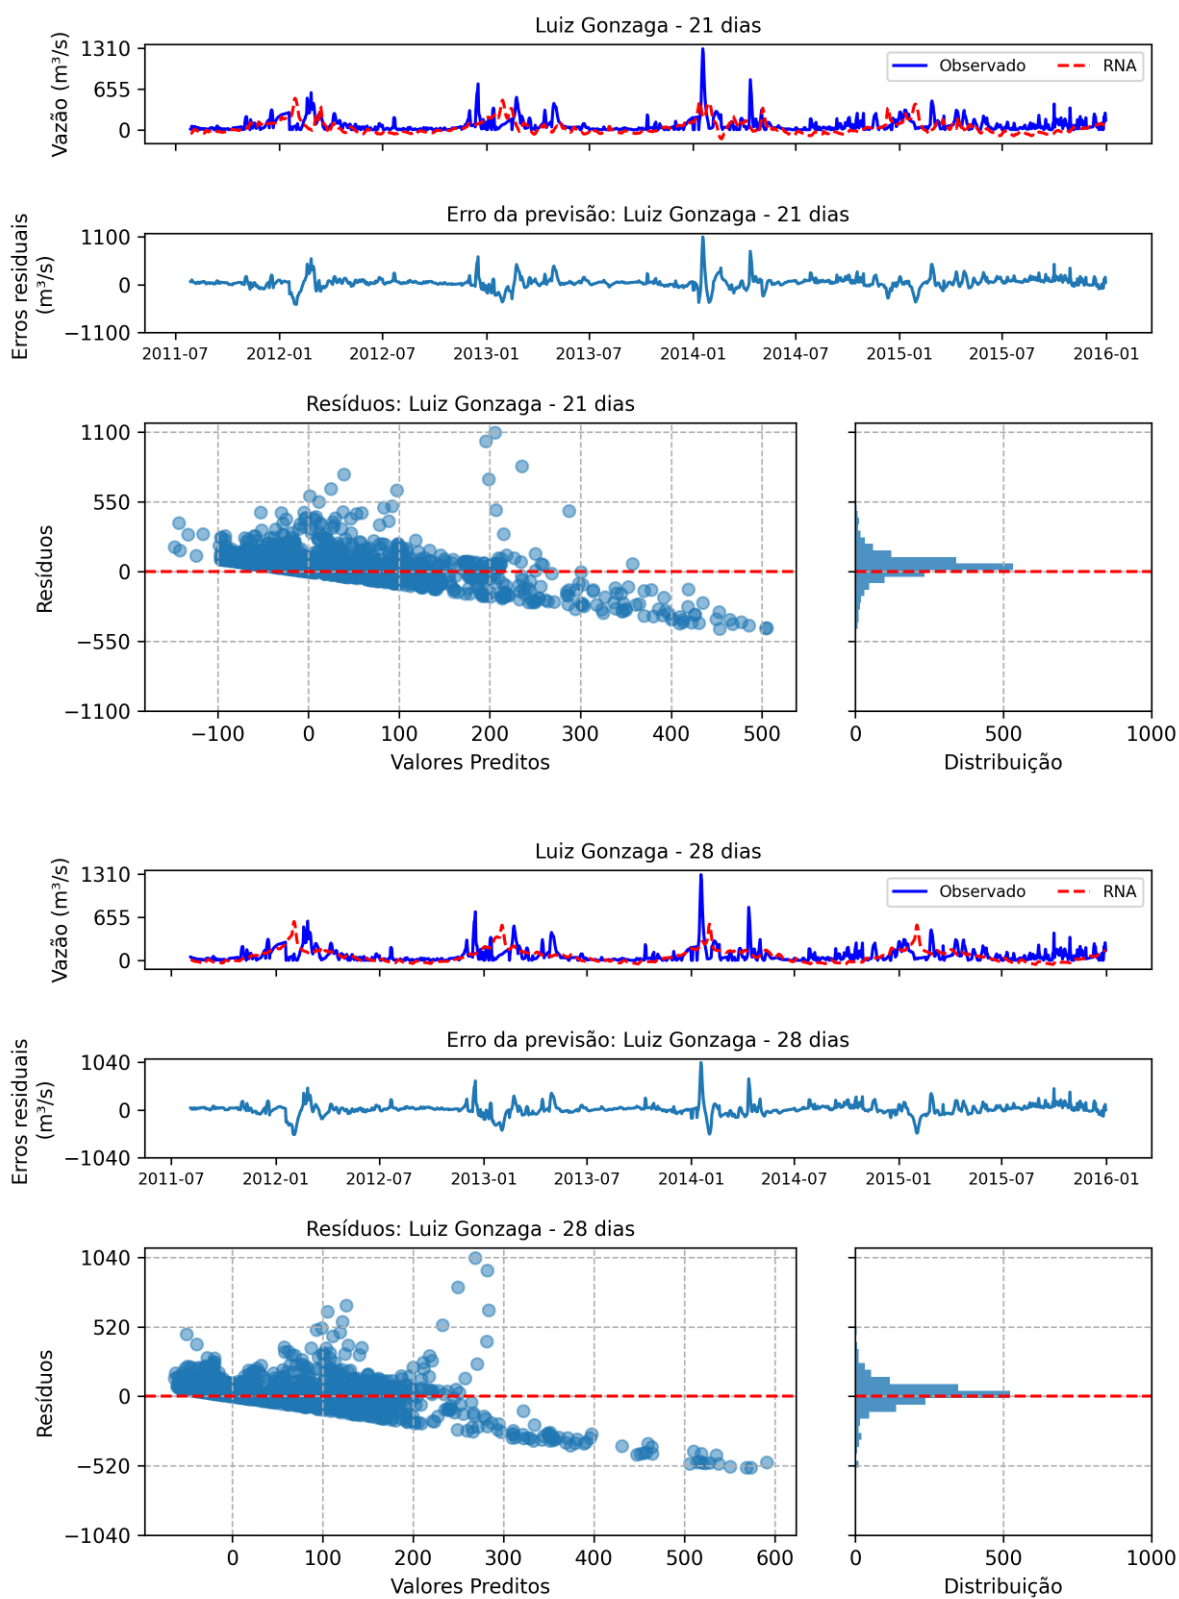 Luiz Gonzaga - 21 dias
Vazão (m³/s)
1310
655
0
Observado
RNA
Erro da previsão: Luiz Gonzaga - 21 dias
Erros residuais
(m³/s)
1100
0
−1100
2011-07 2012-01 2012-07 2013-01 2013-07 2014-01 2014-07 2015-01 2015-07 2016-01
Resíduos: Luiz Gonzaga - 21 dias
Resíduos
1100
550
0
−550
−1100
−100 0 100 200 300 400 500
Valores Preditos
0 500 1000
Distribuição
Luiz Gonzaga - 28 dias
Vazão (m³/s)
1310
655
0
Observado
RNA
Erro da previsão: Luiz Gonzaga - 28 dias
Erros residuais
(m³/s)
1040
0
−1040
2011-07 2012-01 2012-07 2013-01 2013-07 2014-01 2014-07 2015-01 2015-07 2016-01
Resíduos: Luiz Gonzaga - 28 dias
Resíduos
1040
520
0
−520
−1040
0 100 200 300 400 500 600
Valores Preditos
0 500 1000
Distribuição